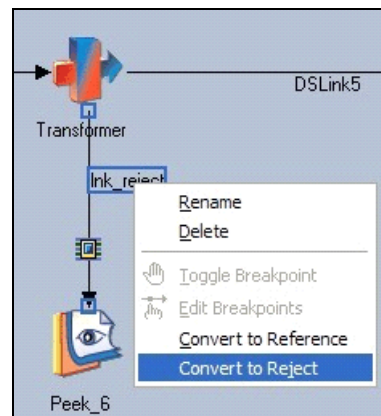 DSLink5
Transformer
lnk_reject
Rename
Delete
Toggle Breakpoint
Edit Breakpoints
Convert to Reference
Convert to Reject
Peek_6